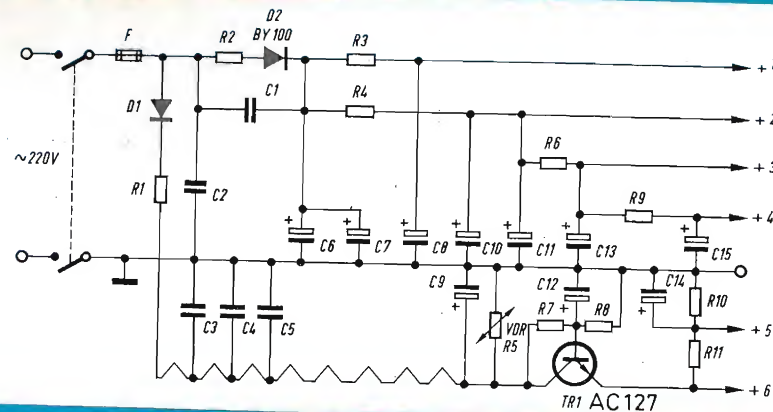 F
R2
D2
BY 100
R3
+ 1
D1
C1
R4
+ 2
R6
+ 3
~220V
R1
C2
R9
+ 4
+
C6
+
C7
+
C8
+
C10
+
C11
+
C13
+
C15
C3
C4
C5
C9
+
VDR
R5
C12
+
R7
R8
C14
+
R10
+ 5
R11
TR1 AC127
+ 6